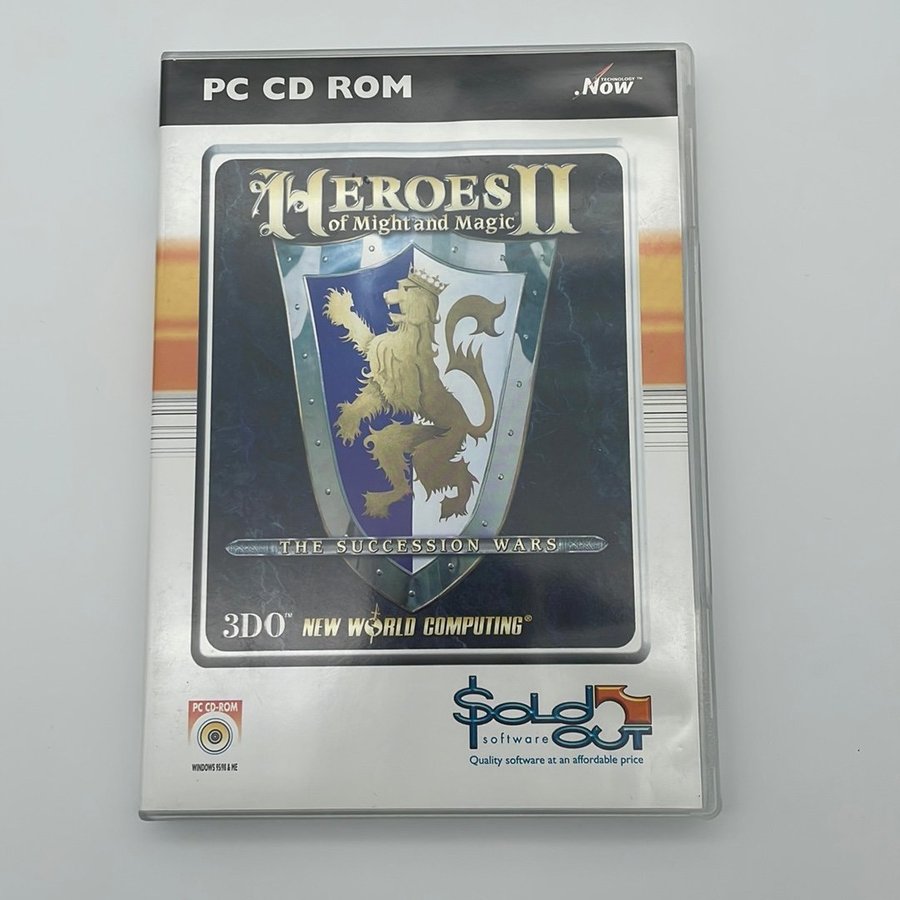 PC CD ROM
TECHNOLOGY™
.Now
HEROES II
of Might and Magic
THE SUCCESSION WARS
3DO™ NEW WORLD COMPUTING®
PC CD-ROM
WINDOWS 95/98 & ME
SOLD
software OUT
Quality software at an affordable price